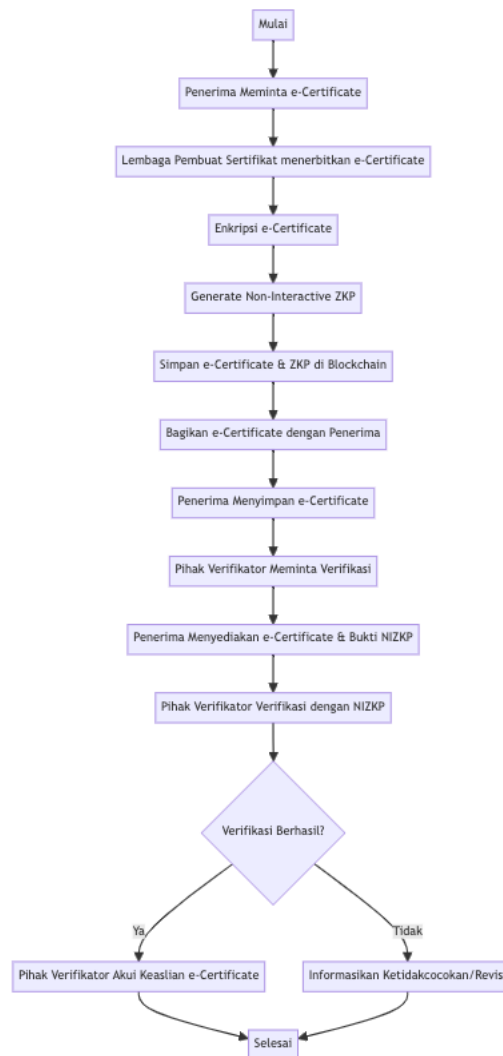 Mulai
Penerima Meminta e-Certificate
Lembaga Pembuat Sertifikat menerbitkan e-Certificate
Enkripsi e-Certificate
Generate Non-Interactive ZKP
Simpan e-Certificate & ZKP di Blockchain
Bagikan e-Certificate dengan Penerima
Penerima Menyimpan e-Certificate
Pihak Verifikator Meminta Verifikasi
Penerima Menyediakan e-Certificate & Bukti NIZKP
Pihak Verifikator Verifikasi dengan NIZKP
Verifikasi Berhasil?
Ya
Tidak
Pihak Verifikator Akui Keaslian e-Certificate
Informasikan Ketidakcocokan/Revis
Selesai